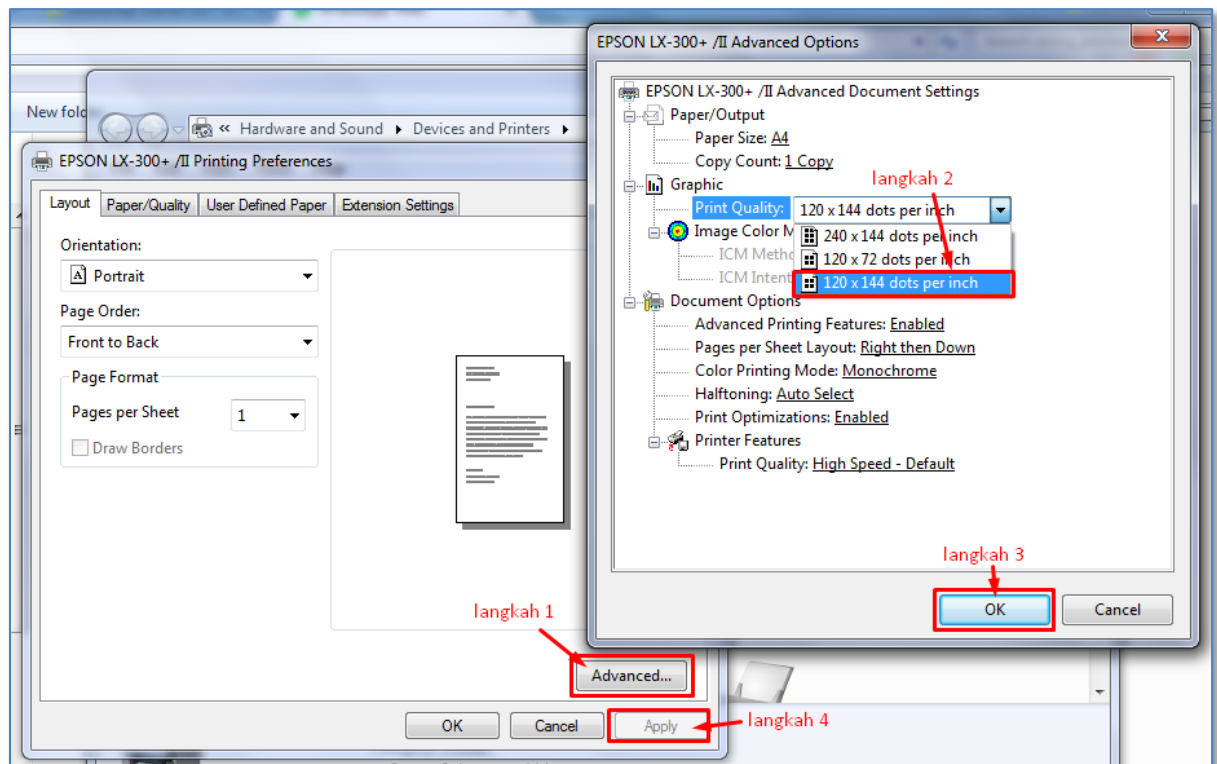 New fold
« Hardware and Sound ▸ Devices and Printers ▸
EPSON LX-300+ /II Printing Preferences
Layout
Paper/Quality
User Defined Paper
Extension Settings
Orientation:
Portrait
Page Order:
Front to Back
Page Format
Pages per Sheet
1
Draw Borders
langkah 1
Advanced...
OK
Cancel
Apply
langkah 4
EPSON LX-300+ /II Advanced Options
X
EPSON LX-300+ /II Advanced Document Settings
Paper/Output
Paper Size: A4
Copy Count: 1 Copy
Graphic
langkah 2
Print Quality: 120 x 144 dots per inch
240 x 144 dots per inch
Image Color M
120 x 72 dots per inch
ICM Metho
120 x 144 dots per inch
ICM Intent
Document Options
Advanced Printing Features: Enabled
Pages per Sheet Layout: Right then Down
Color Printing Mode: Monochrome
Halftoning: Auto Select
Print Optimizations: Enabled
Printer Features
Print Quality: High Speed - Default
langkah 3
OK
Cancel